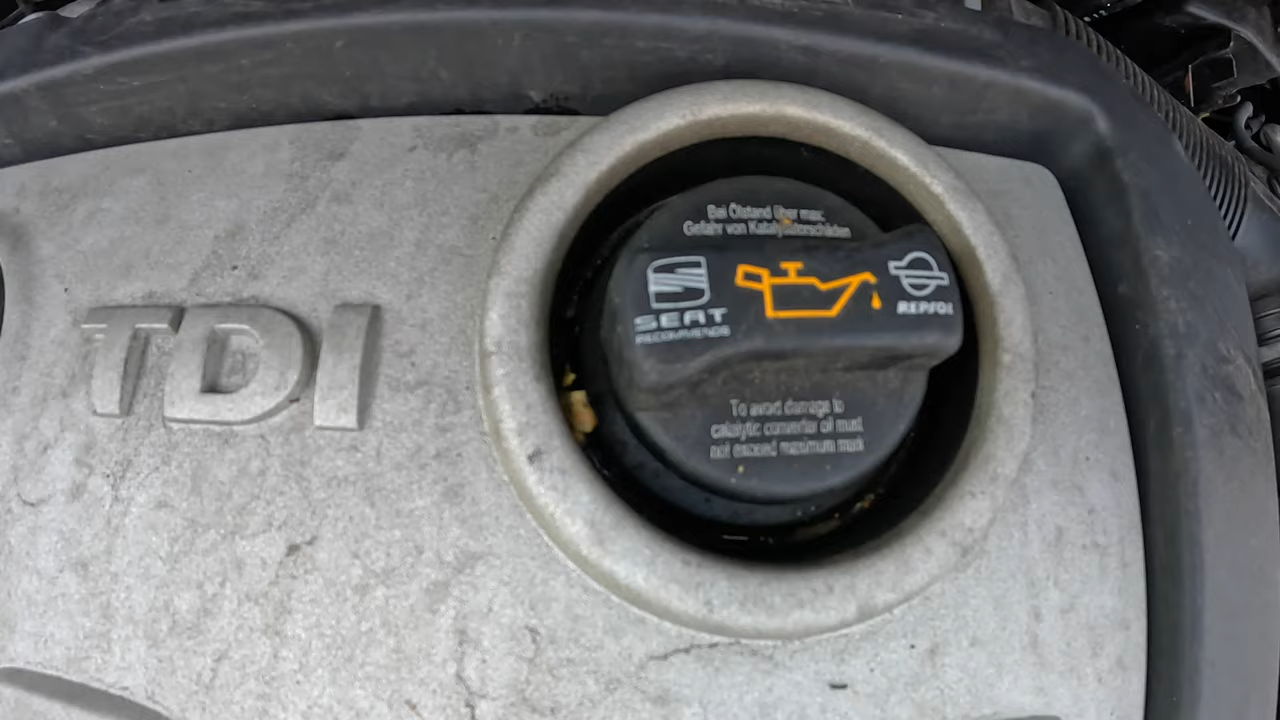 TDI
Bei Ölstand über max.
Gefahr von Katalysatorschäden
SEAT
RECOMMENDS
REPSOL
To avoid damage to
catalytic converter oil must
not exceed maximum mark